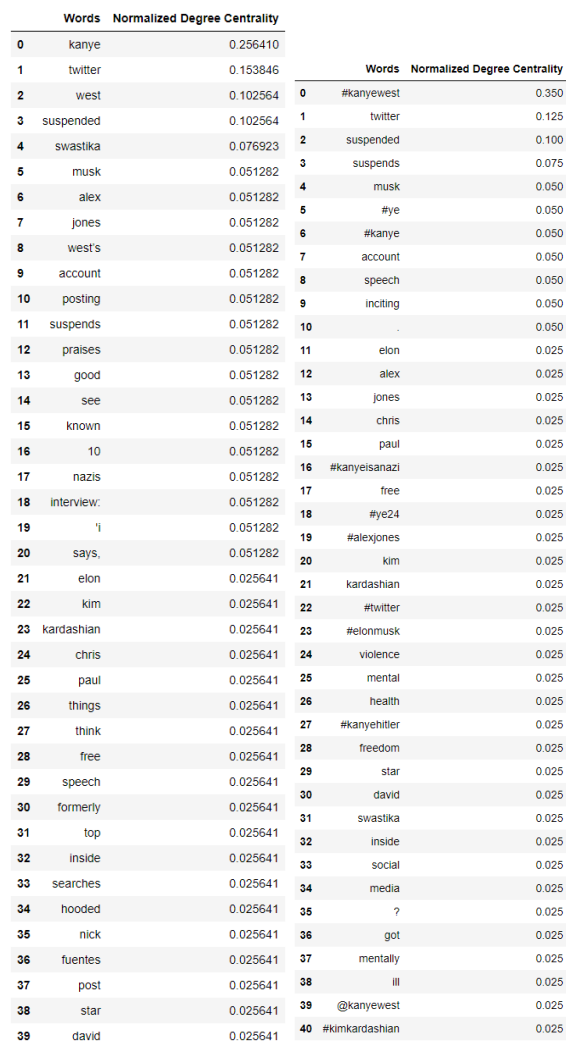 Words Normalized Degree Centrality
0 kanye 0.256410
1 twitter 0.153846
2 west 0.102564
3 suspended 0.102564
4 swastika 0.076923
5 musk 0.051282
6 alex 0.051282
7 jones 0.051282
8 west's 0.051282
9 account 0.051282
10 posting 0.051282
11 suspends 0.051282
12 praises 0.051282
13 good 0.051282
14 see 0.051282
15 known 0.051282
16 10 0.051282
17 nazis 0.051282
18 interview: 0.051282
19 'i 0.051282
20 says, 0.051282
21 elon 0.025641
22 kim 0.025641
23 kardashian 0.025641
24 chris 0.025641
25 paul 0.025641
26 things 0.025641
27 think 0.025641
28 free 0.025641
29 speech 0.025641
30 formerly 0.025641
31 top 0.025641
32 inside 0.025641
33 searches 0.025641
34 hooded 0.025641
35 nick 0.025641
36 fuentes 0.025641
37 post 0.025641
38 star 0.025641
39 david 0.025641
Words Normalized Degree Centrality
0 #kanyewest 0.350
1 twitter 0.125
2 suspended 0.100
3 suspends 0.075
4 musk 0.050
5 #ye 0.050
6 #kanye 0.050
7 account 0.050
8 speech 0.050
9 inciting 0.050
10 . 0.050
11 elon 0.025
12 alex 0.025
13 jones 0.025
14 chris 0.025
15 paul 0.025
16 #kanyeisanazi 0.025
17 free 0.025
18 #ye24 0.025
19 #alexjones 0.025
20 kim 0.025
21 kardashian 0.025
22 #twitter 0.025
23 #elonmusk 0.025
24 violence 0.025
25 mental 0.025
26 health 0.025
27 #kanyehitler 0.025
28 freedom 0.025
29 star 0.025
30 david 0.025
31 swastika 0.025
32 inside 0.025
33 social 0.025
34 media 0.025
35 ? 0.025
36 got 0.025
37 mentally 0.025
38 ill 0.025
39 @kanyewest 0.025
40 #kimkardashian 0.025